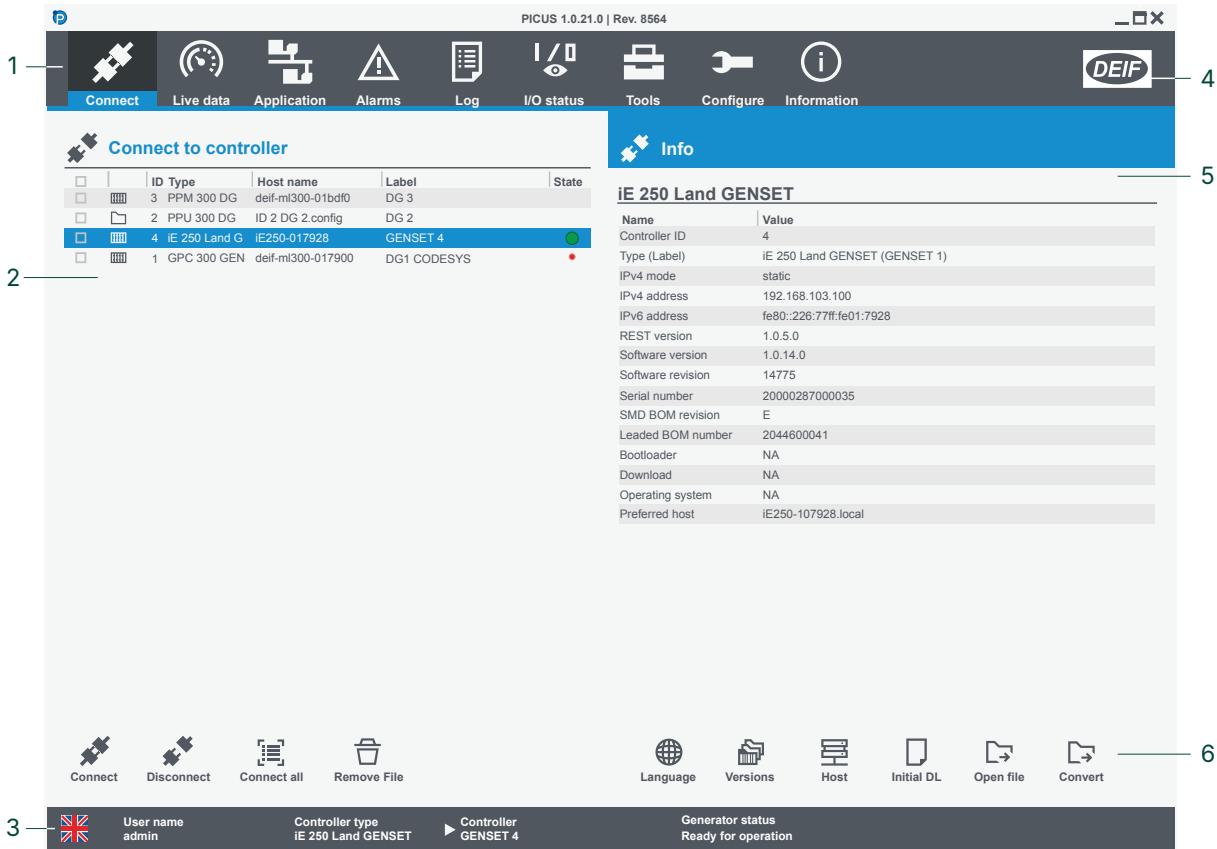 PICUS 1.0.21.0 | Rev. 8564
1
Connect Live data Application Alarms Log I/O status Tools Configure Information
DEIF
4
Connect to controller
ID Type Host name Label State
3 PPM 300 DG deif-ml300-01bdf0 DG 3
2 PPU 300 DG ID 2 DG 2.config DG 2
4 iE 250 Land G iE250-017928 GENSET 4
1 GPC 300 GEN deif-ml300-017900 DG1 CODESYS
2
Info
5
iE 250 Land GENSET
Name Value
Controller ID 4
Type (Label) iE 250 Land GENSET (GENSET 1)
IPv4 mode static
IPv4 address 192.168.103.100
IPv6 address fe80::226:77ff:fe01:7928
REST version 1.0.5.0
Software version 1.0.14.0
Software revision 14775
Serial number 20000287000035
SMD BOM revision E
Leaded BOM number 2044600041
Bootloader NA
Download NA
Operating system NA
Preferred host iE250-107928.local
Connect Disconnect Connect all Remove File
Language Versions Host Initial DL Open file Convert
6
3
User name Controller type Controller Generator status
admin iE 250 Land GENSET GENSET 4 Ready for operation